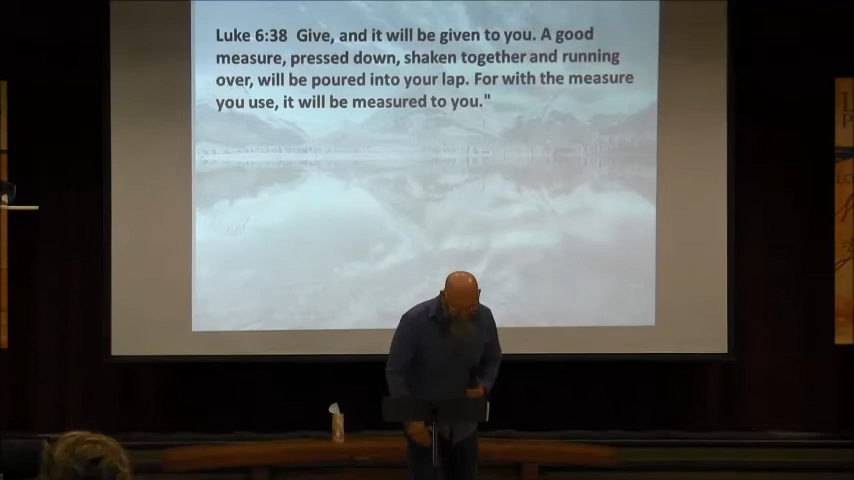 Luke 6:38  Give, and it will be given to you. A good
measure, pressed down, shaken together and running
over, will be poured into your lap. For with the measure
you use, it will be measured to you."